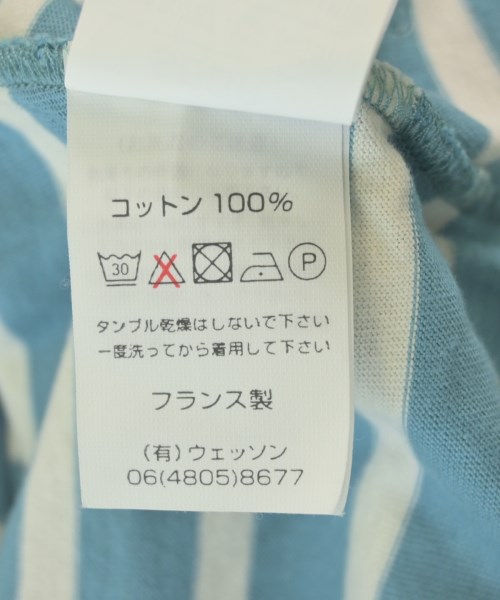 コットン 100%
30 P
タンブル乾燥はしないで下さい
一度洗ってから着用して下さい
フランス製
(有)ウェッソン
06(4805)8677